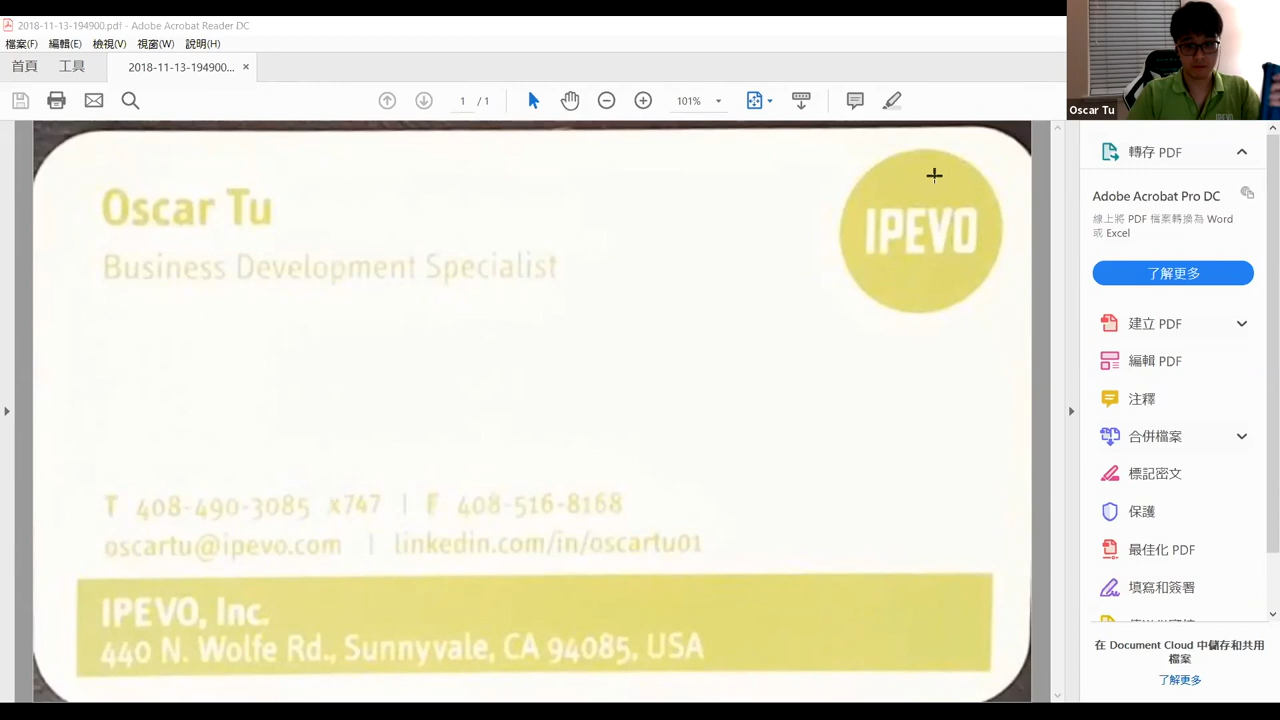 2018-11-13-194900.pdf - Adobe Acrobat Reader DC
檔案(F) 編輯(E) 檢視(V) 視窗(W) 說明(H)
首頁 工具 2018-11-13-194900... ×
1 / 1 101%
Oscar Tu
轉存 PDF
Adobe Acrobat Pro DC
線上將 PDF 檔案轉換為 Word
或 Excel
了解更多
建立 PDF
編輯 PDF
注釋
合併檔案
標記密文
保護
最佳化 PDF
填寫和簽署
在 Document Cloud 中儲存和共用
檔案
了解更多
Oscar Tu
Business Development Specialist
IPEVO
T 408-490-3085 x747 | F 408-516-8168
oscartu@ipevo.com | linkedin.com/in/oscartu01
IPEVO, Inc.
440 N. Wolfe Rd., CA 94085, USA
IPEVO